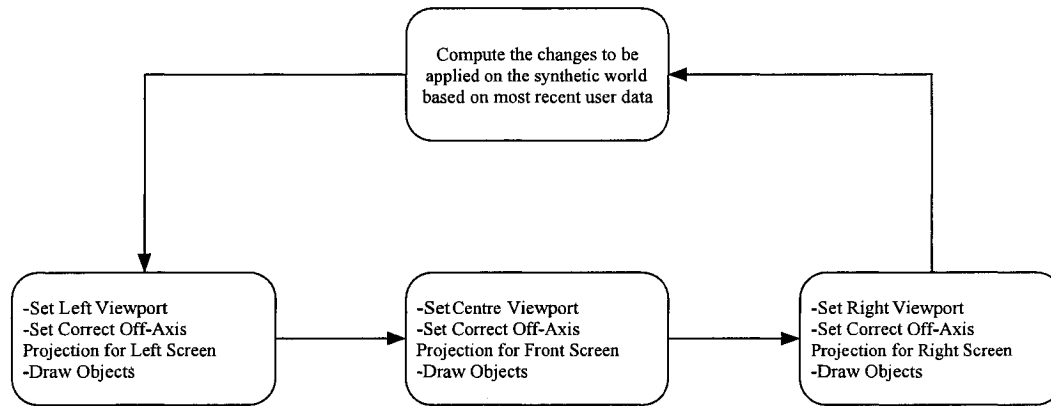 Compute the changes to be
applied on the synthetic world
based on most recent user data
-Set Left Viewport
-Set Correct Off-Axis
Projection for Left Screen
-Draw Objects
-Set Centre Viewport
-Set Correct Off-Axis
Projection for Front Screen
-Draw Objects
-Set Right Viewport
-Set Correct Off-Axis
Projection for Right Screen
-Draw Objects